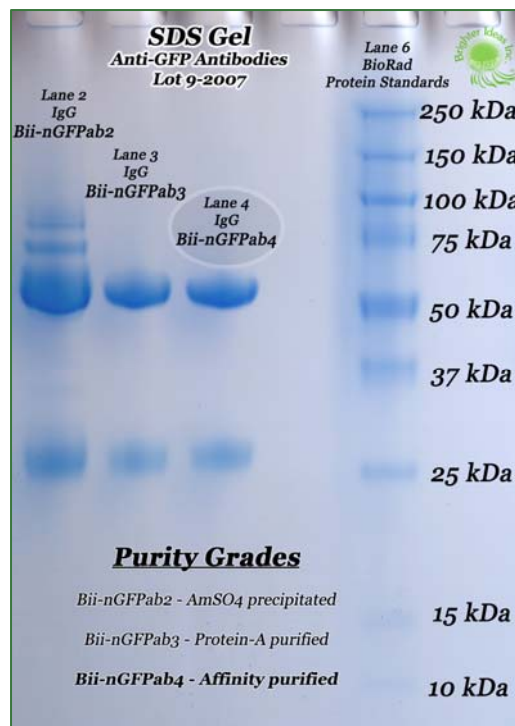 SDS Gel
Anti-GFP Antibodies
Lot 9-2007
Brighter Ideas Inc.
Lane 2
IgG
Bii-nGFPab2
Lane 3
IgG
Bii-nGFPab3
Lane 4
IgG
Bii-nGFPab4
Lane 6
BioRad
Protein Standards
250 kDa
150 kDa
100 kDa
75 kDa
50 kDa
37 kDa
25 kDa
15 kDa
10 kDa
Purity Grades
Bii-nGFPab2 - AmSO4 precipitated
Bii-nGFPab3 - Protein-A purified
Bii-nGFPab4 - Affinity purified